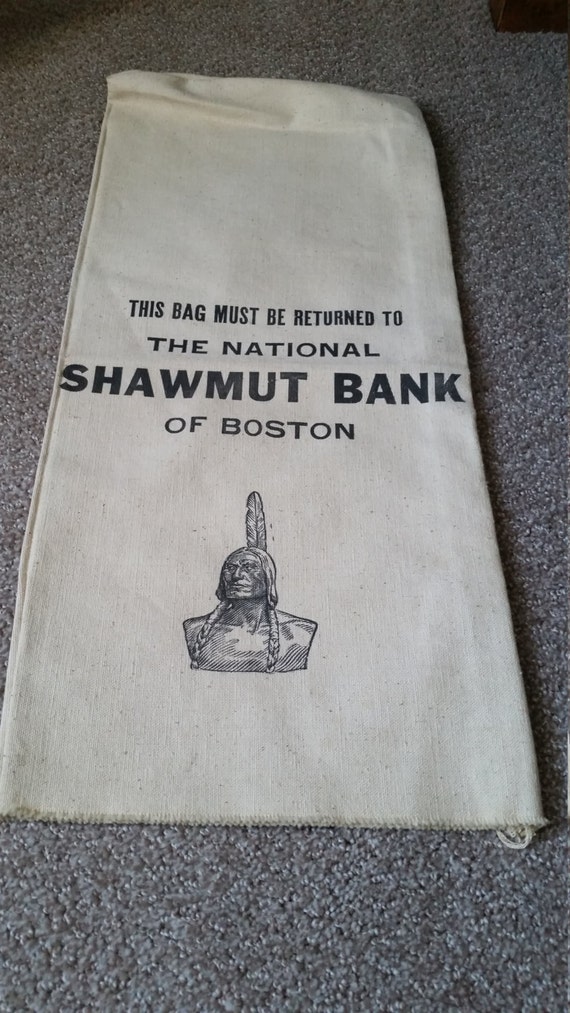 THIS BAG MUST BE RETURNED TO
THE NATIONAL
SHAWMUT BANK
OF BOSTON